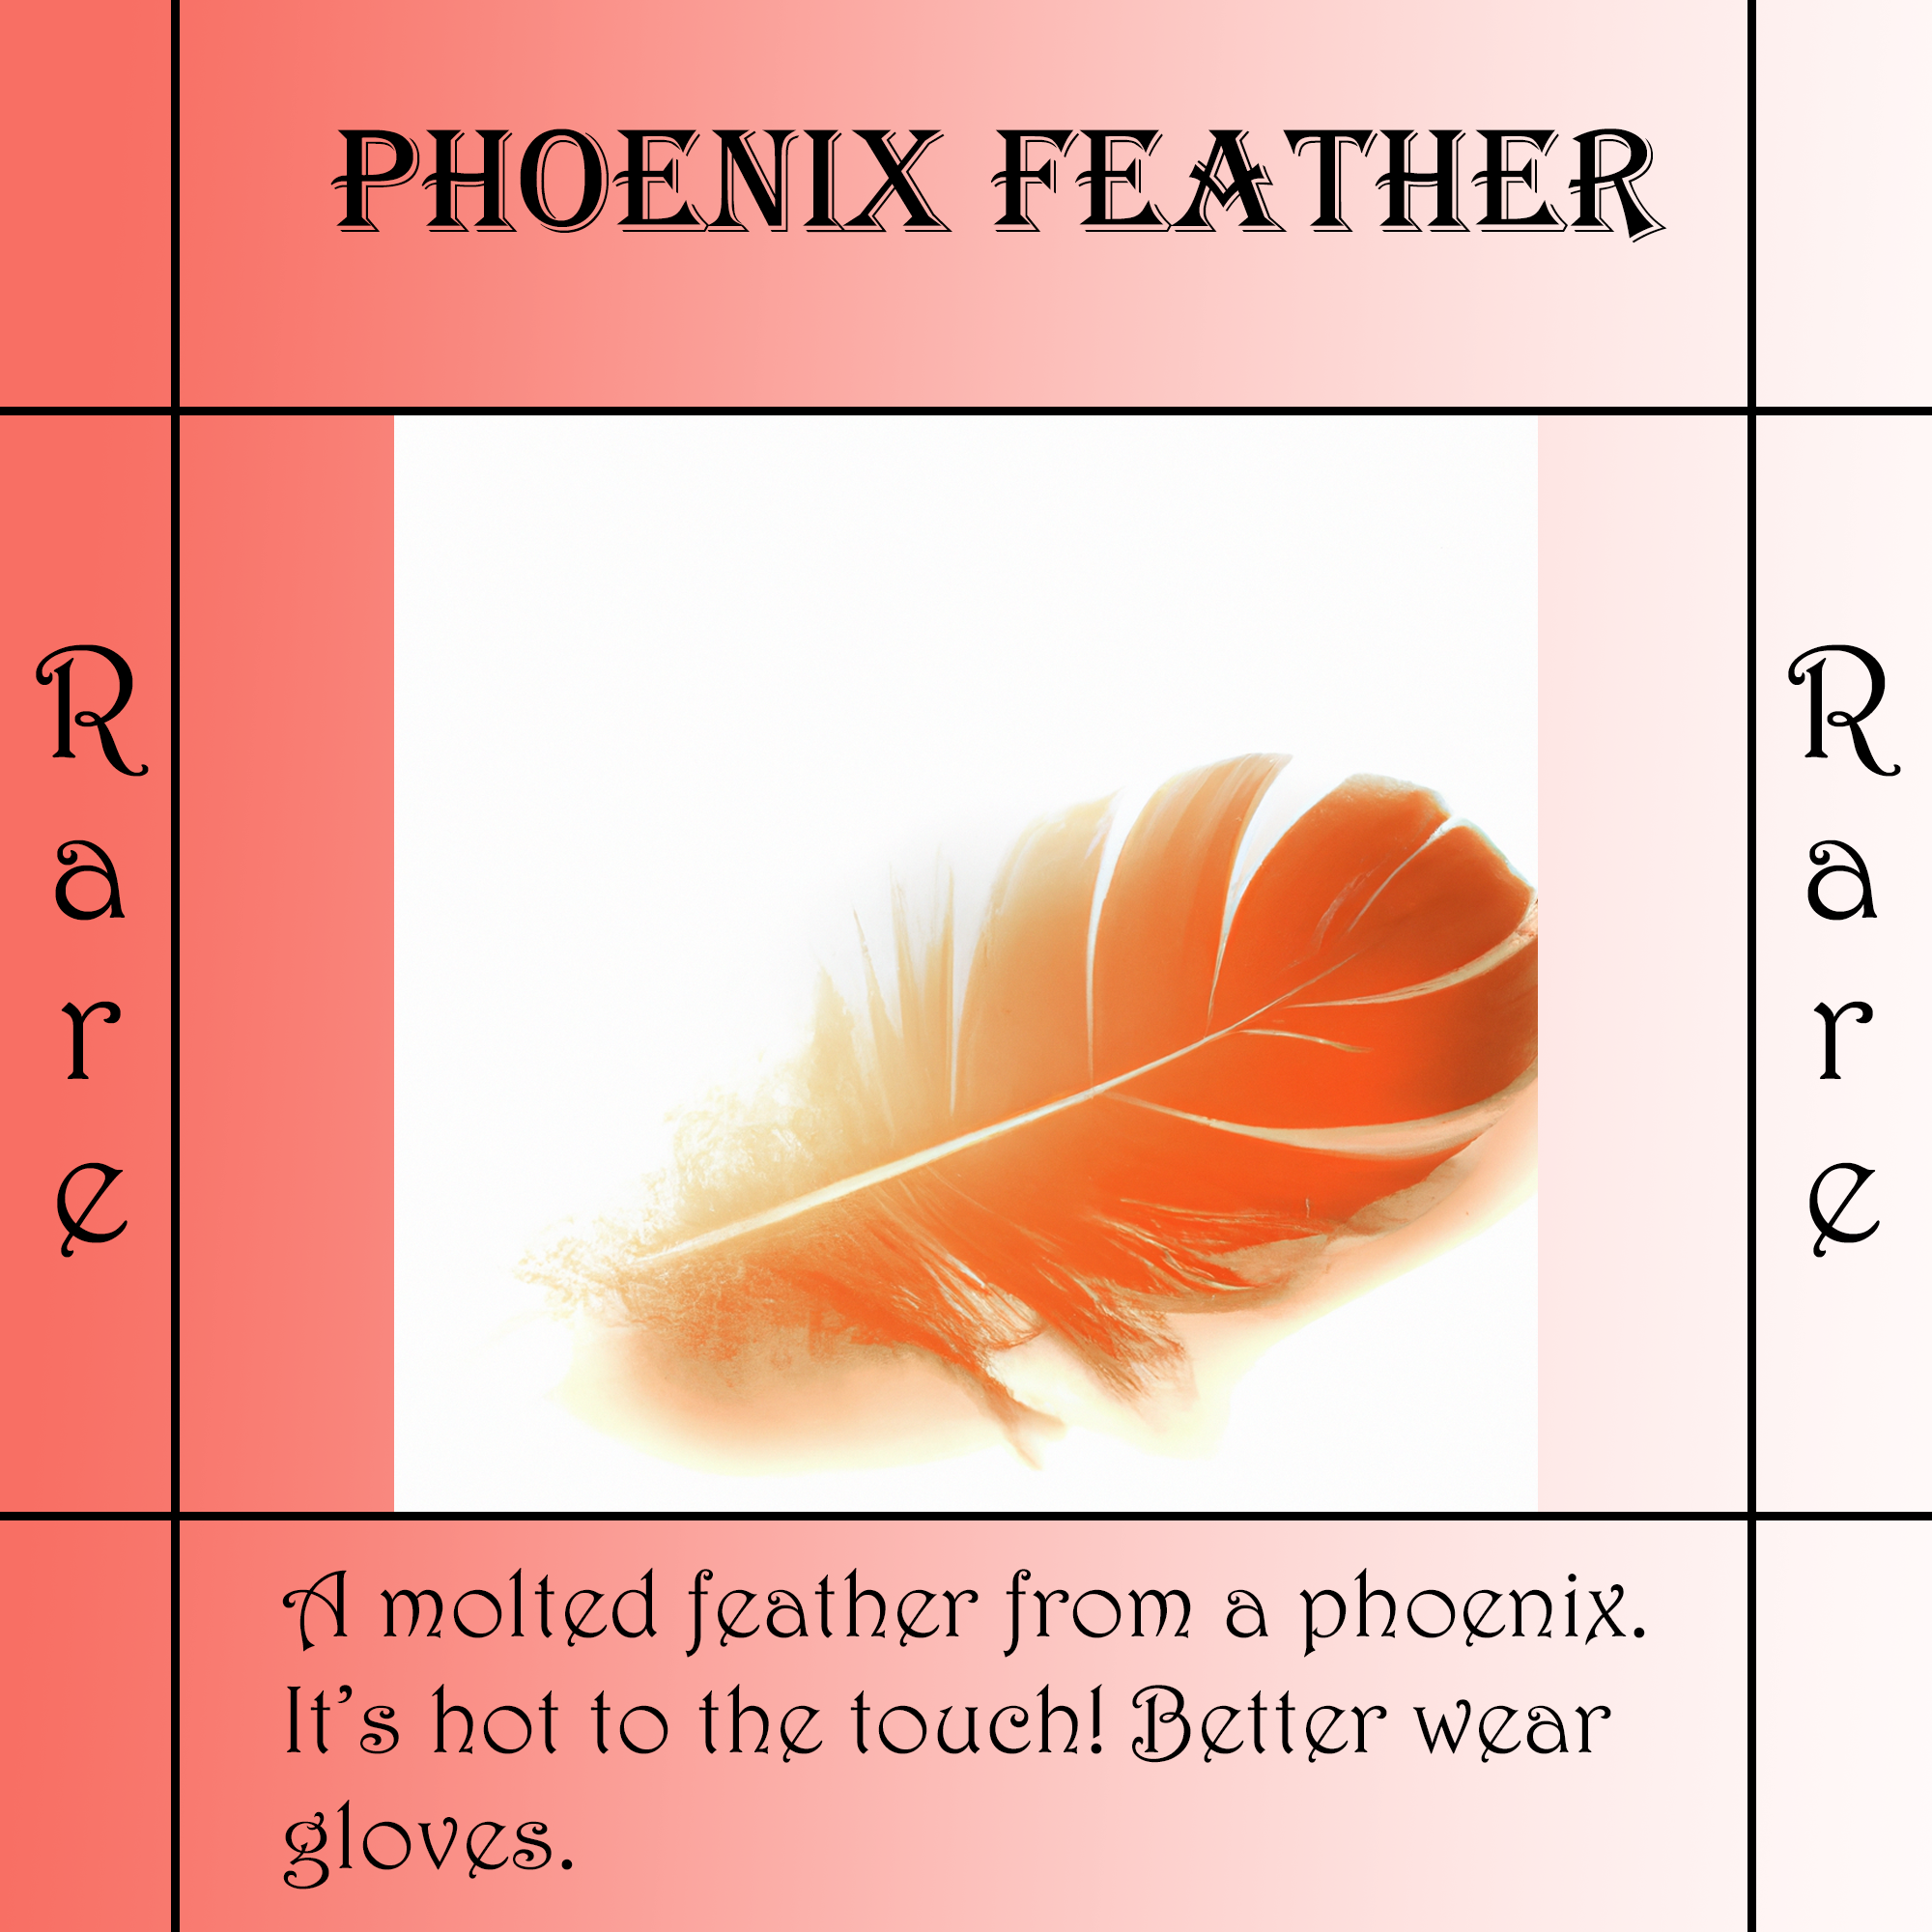 PHOENIX FEATHER
Rare
Rare
A molted feather from a phoenix.
It’s hot to the touch! Better wear
gloves.